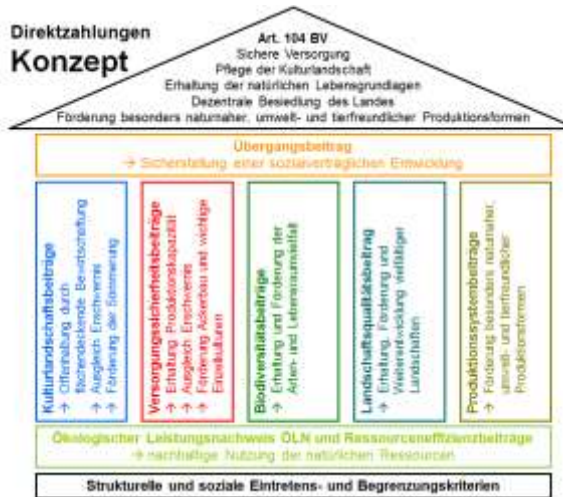 Direktzahlungen
Konzept
Art. 104 BV
Sichere Versorgung
Pflege der Kulturlandschaft
Erhaltung der natürlichen Lebensgrundlagen
Dezentrale Besiedlung des Landes
Förderung besonders naturnaher, umwelt- und tierfreundlicher Produktionsformen
Übergangsbeitrag
→ Sicherstellung einer sozialverträglichen Entwicklung
Kulturlandschaftsbeiträge
→ Offenhaltung durch
flächendeckende Bewirtschaftung
→ Ausgleich Erschwernis
→ Förderung der Sömmerung
Versorgungssicherheitsbeiträge
→ Erhaltung Produktionskapazität
→ Ausgleich Erschwernis
→ Förderung Ackerbau und wichtige
Einzelkulturen
Biodiversitätsbeiträge
→ Erhaltung und Förderung der
Arten- und Lebensraumvielfalt
Landschaftsqualitätsbeitrag
→ Erhaltung, Förderung und
Weiterentwicklung vielfältiger
Landschaften
Produktionssystembeiträge
→ Förderung besonders naturnaher,
umwelt- und tierfreundlicher
Produktionsformen
Ökologischer Leistungsnachweis ÖLN und Ressourceneffizienzbeiträge
→ nachhaltige Nutzung der natürlichen Ressourcen
Strukturelle und soziale Eintretens- und Begrenzungskriterien